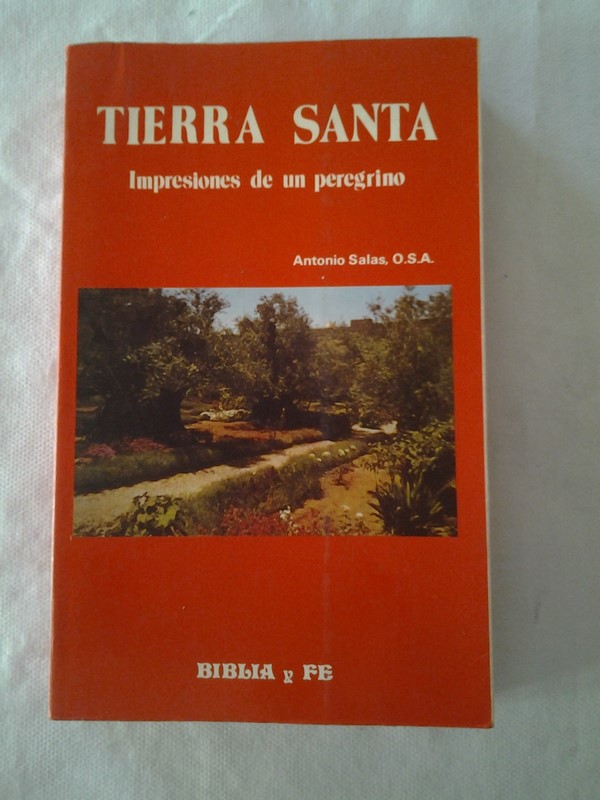 TIERRA SANTA
Impresiones de un peregrino
Antonio Salas, O.S.A.
BIBLIA y FE